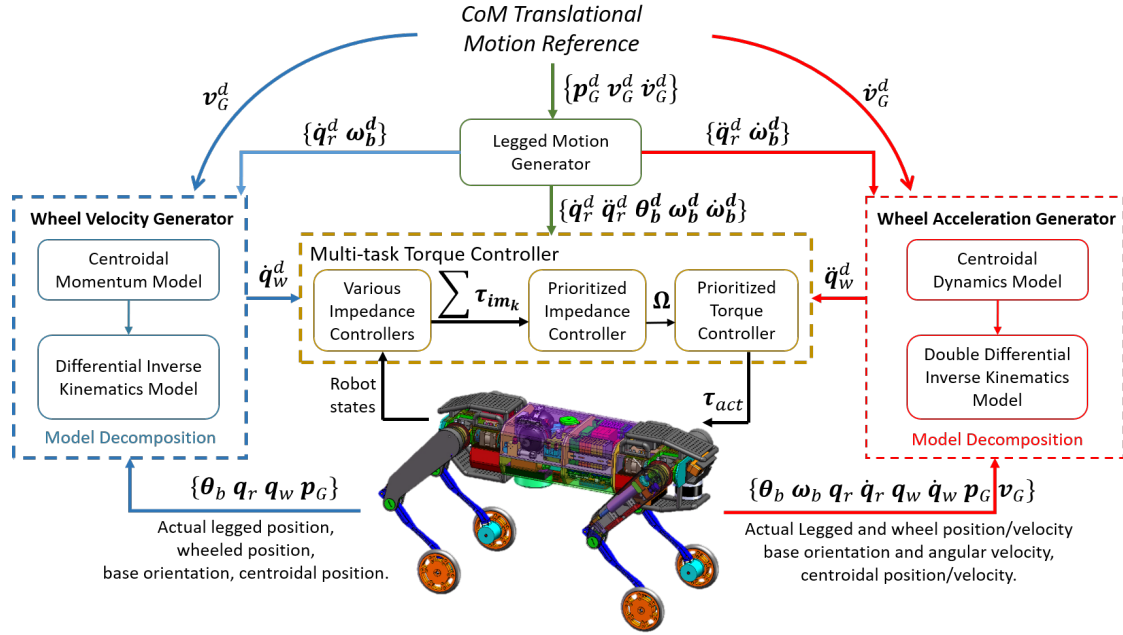 CoM Translational
Motion Reference
{p_G^d v_G^d v̇_G^d}
v_G^d
v̇_G^d
{q̇_r^d ω_b^d}
Legged Motion
Generator
{q̈_r^d ω̇_b^d}
{q̇_r^d q̈_r^d θ_b^d ω_b^d ω̇_b^d}
Wheel Velocity Generator
Centroidal
Momentum Model
Differential Inverse
Kinematics Model
Model Decomposition
q̇_w^d
Multi-task Torque Controller
Various
Impedance
Controllers
∑ τ_{im_k}
Prioritized
Impedance
Controller
Ω
Prioritized
Torque
Controller
q̈_w^d
Wheel Acceleration Generator
Centroidal
Dynamics Model
Double Differential
Inverse Kinematics
Model
Model Decomposition
Robot
states
τ_{act}
{θ_b q_r q_w p_G}
Actual legged position,
wheeled position,
base orientation, centroidal position.
{θ_b ω_b q_r q̇_r q_w q̇_w p_G v_G}
Actual Legged and wheel position/velocity
base orientation and angular velocity,
centroidal position/velocity.